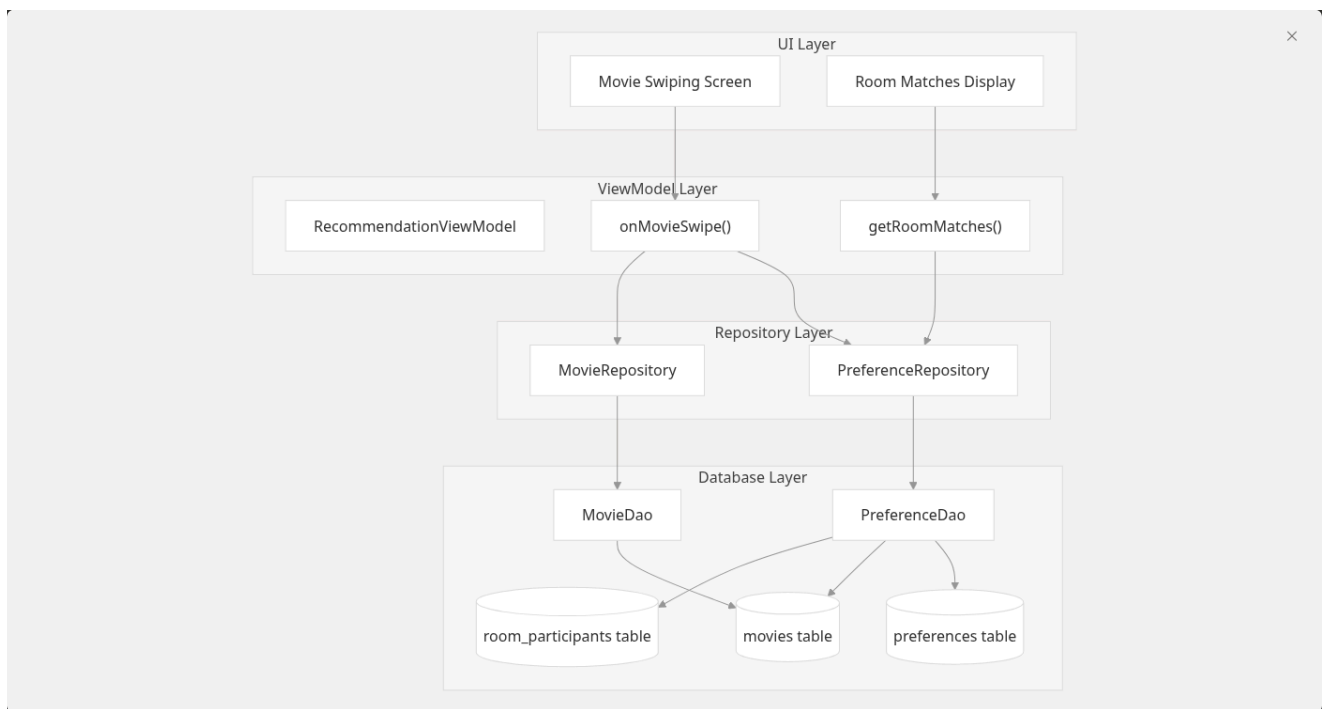 UI Layer
Movie Swiping Screen
Room Matches Display
ViewModel Layer
RecommendationViewModel
onMovieSwipe()
getRoomMatches()
Repository Layer
MovieRepository
PreferenceRepository
Database Layer
MovieDao
PreferenceDao
room_participants table
movies table
preferences table